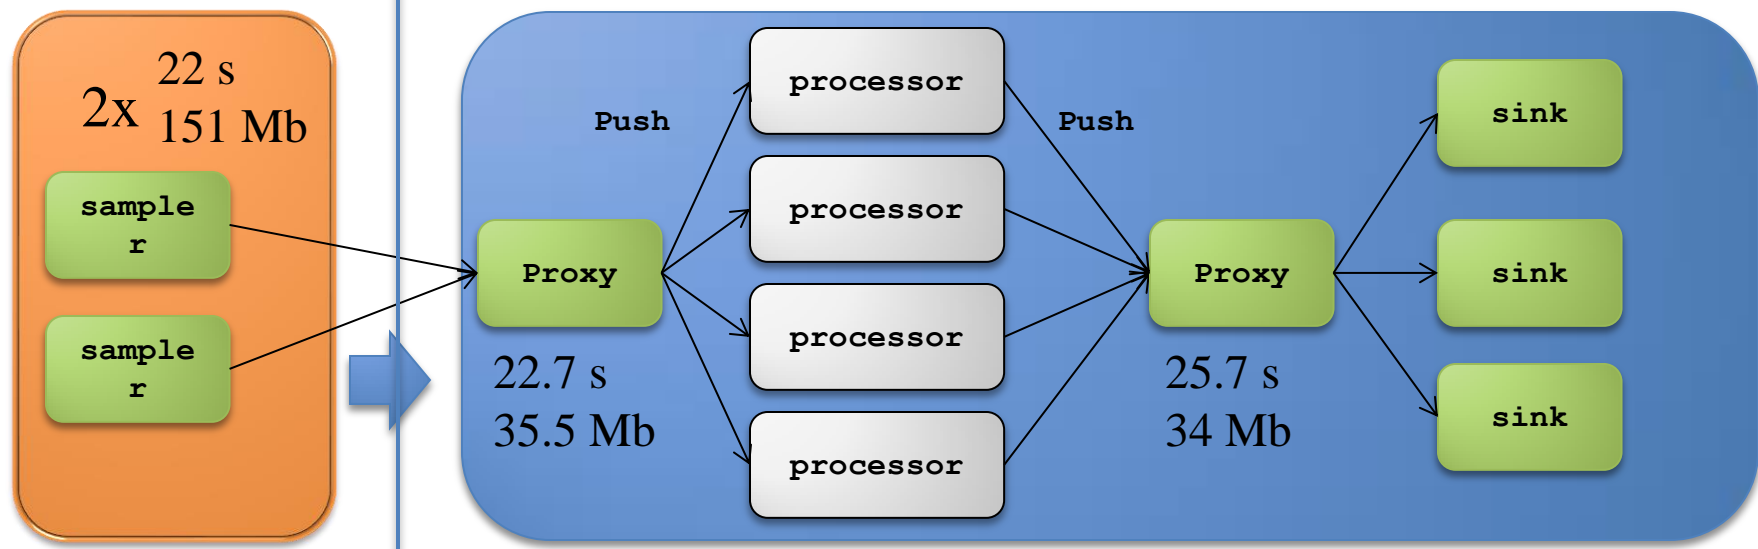 2x
22 s
151 Mb
sample
r
sample
r
Push
Proxy
22.7 s
35.5 Mb
processor
processor
processor
processor
Push
Proxy
25.7 s
34 Mb
sink
sink
sink